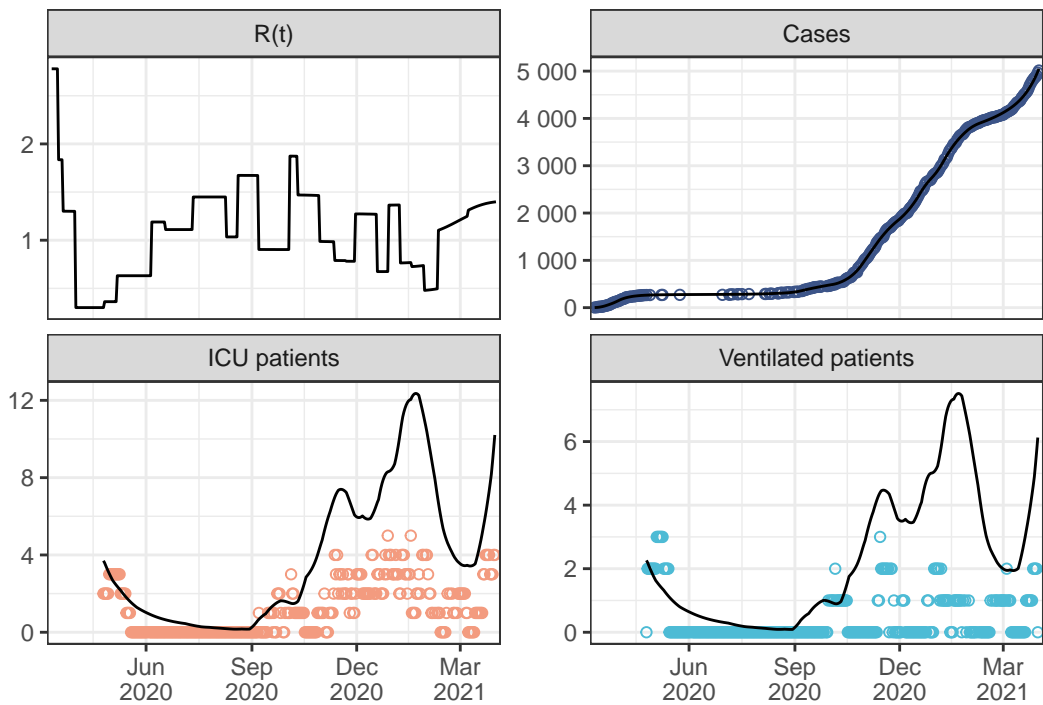 R(t)
Cases
2
1
5 000
4 000
3 000
2 000
1 000
0
ICU patients
Ventilated patients
12
8
4
0
6
4
2
0
Jun Sep Dec Mar
2020 2020 2020 2021
Jun Sep Dec Mar
2020 2020 2020 2021